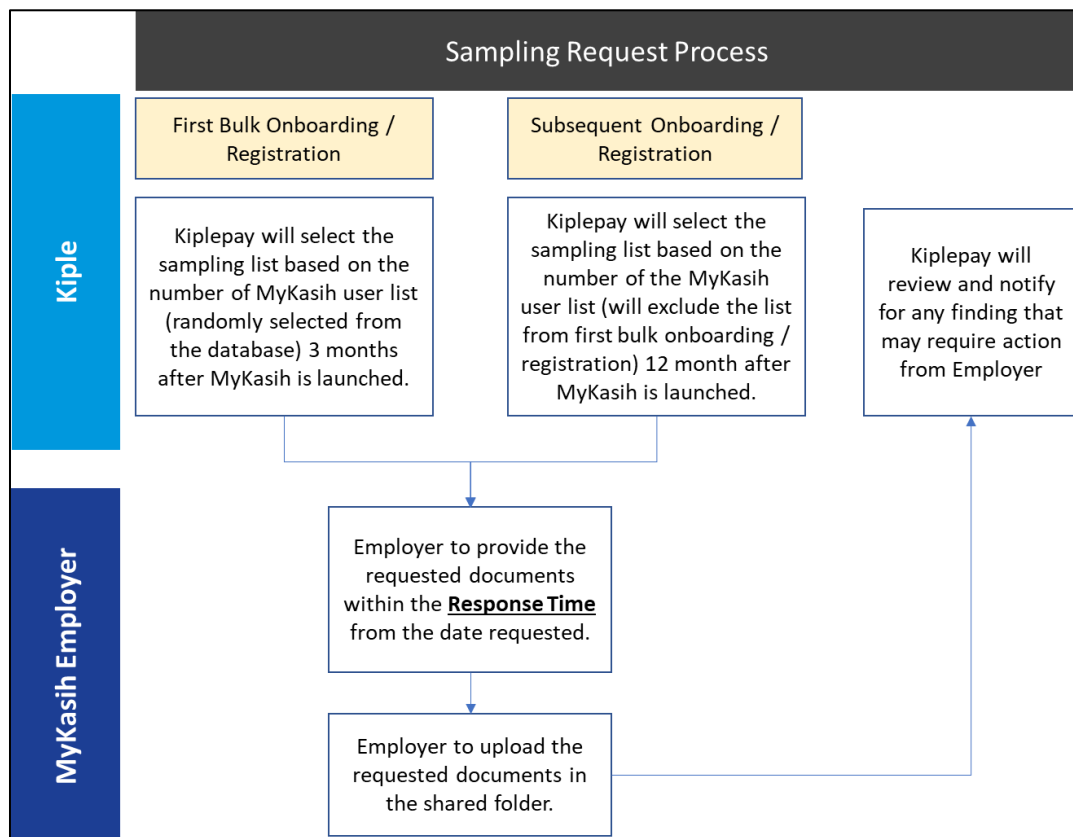 Sampling Request Process
Kiple
First Bulk Onboarding /
Registration
Subsequent Onboarding /
Registration
Kiplepay will select the
sampling list based on the
number of MyKasih user list
(randomly selected from
the database) 3 months
after MyKasih is launched.
Kiplepay will select the
sampling list based on the
number of the MyKasih
user list (will exclude the list
from first bulk onboarding /
registration) 12 month after
MyKasih is launched.
Kiplepay will
review and notify
for any finding that
may require action
from Employer
MyKasih Employer
Employer to provide the
requested documents
within the Response Time
from the date requested.
Employer to upload the
requested documents in
the shared folder.